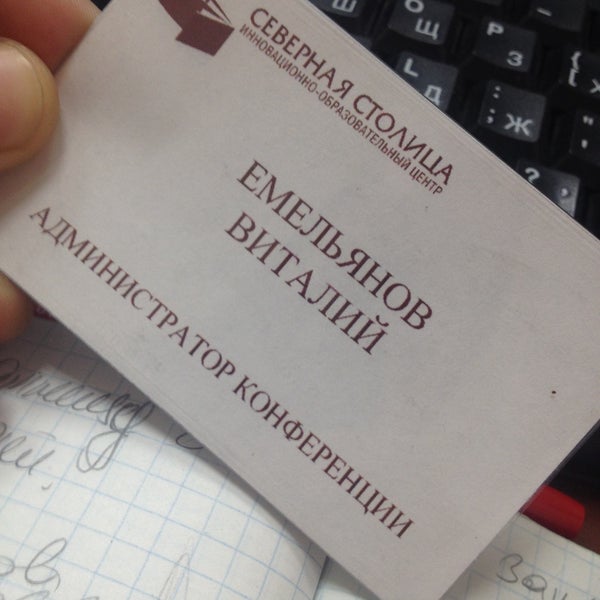 СЕВЕРНАЯ СТОЛИЦА
ИННОВАЦИОННО-ОБРАЗОВАТЕЛЬНЫЙ ЦЕНТР
ЕМЕЛЬЯНОВ
ВИТАЛИЙ
АДМИНИСТРАТОР КОНФЕРЕНЦИИ
Ш
O Щ
P З
L Д
: ; Ж
? ,